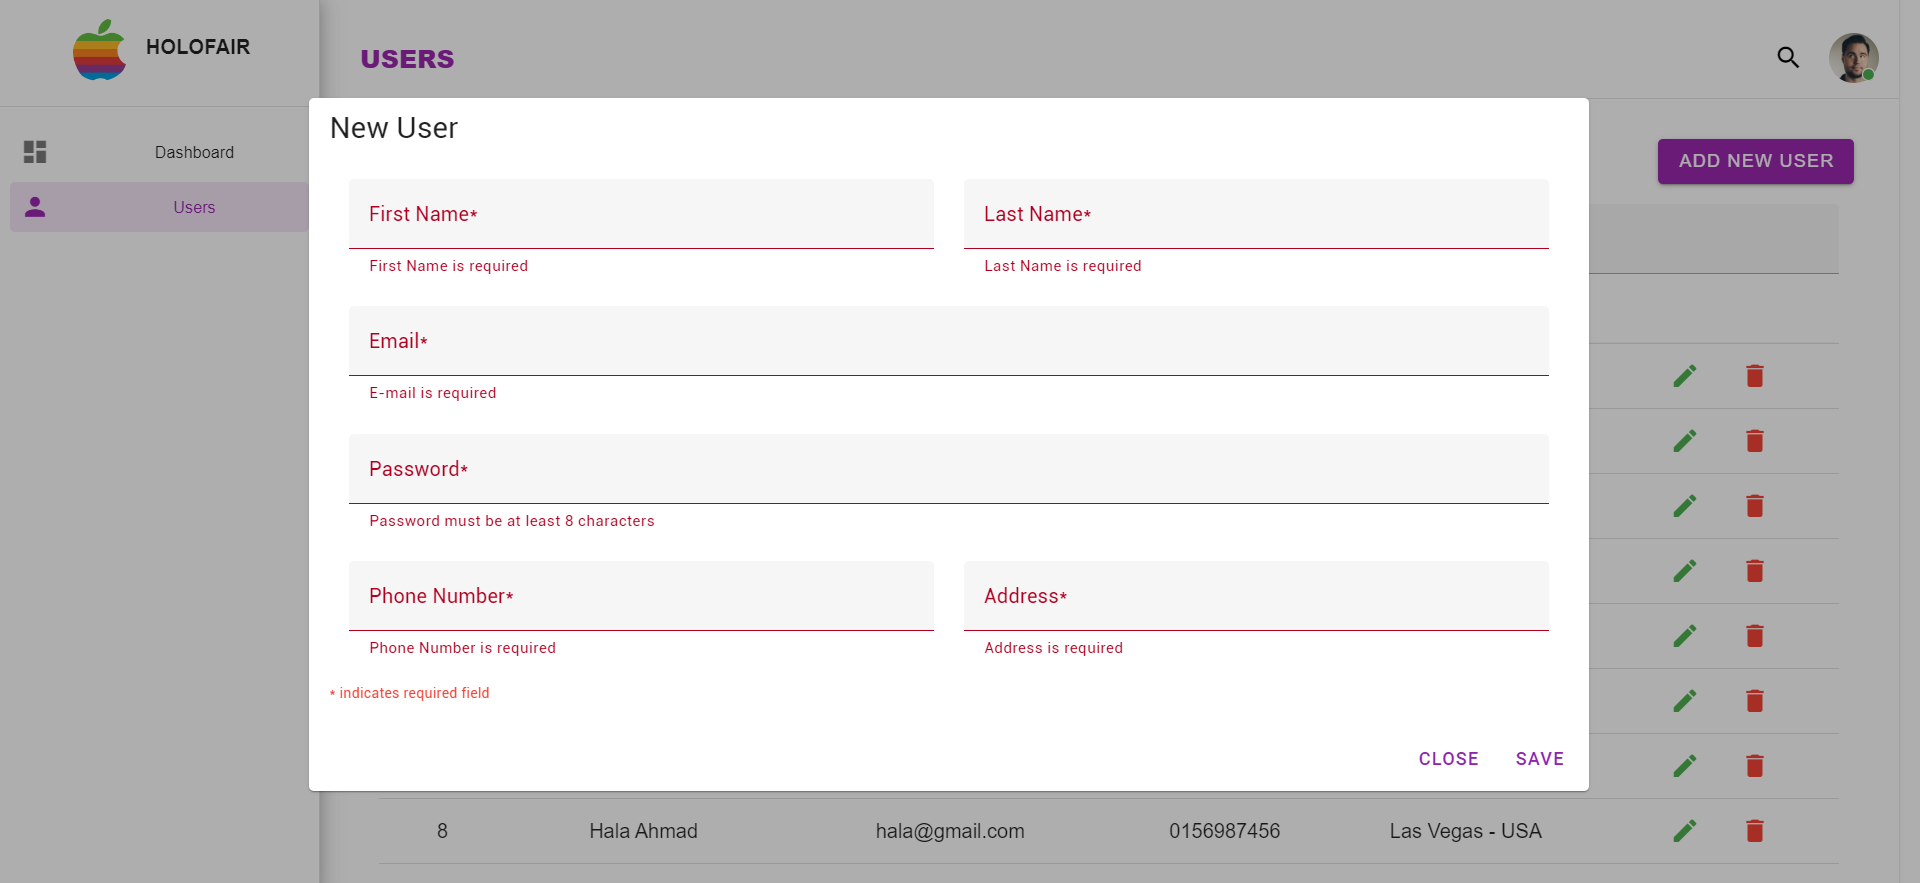 HOLOFAIR
USERS
Dashboard
Users
ADD NEW USER
New User
First Name*
Last Name*
First Name is required
Last Name is required
Email*
E-mail is required
Password*
Password must be at least 8 characters
Phone Number*
Address*
Phone Number is required
Address is required
* indicates required field
CLOSE SAVE
8 Hala Ahmad hala@gmail.com 0156987456 Las Vegas - USA